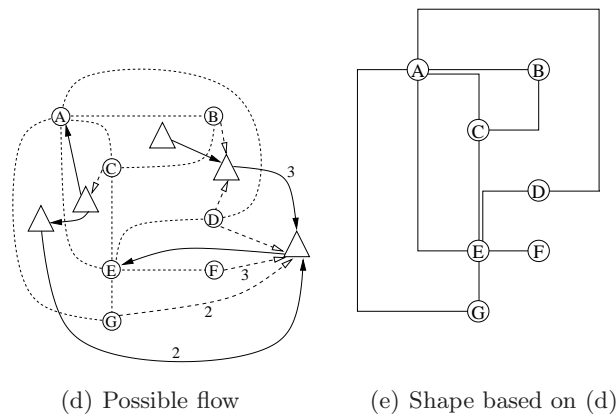 A
B
C
3
D
E
F
3
2
G
2
A
B
C
D
E
F
G
(d) Possible flow
(e) Shape based on (d)